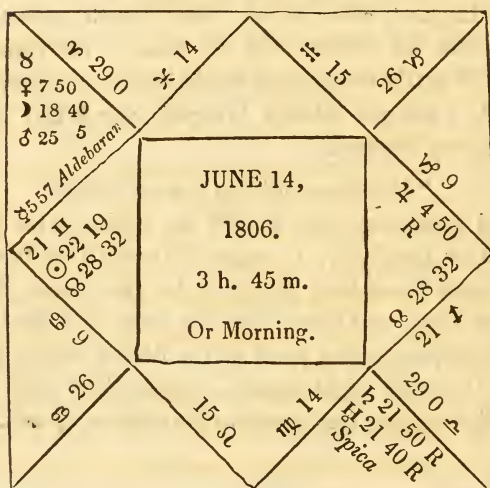 ♈ 29 0
♓ 14
♒ 15
26 ♑
♉
♀ 7 50
☽ 18 40
♂ 25 5
☿ 5 57 Aldebaran
21 ♊
☉ 22 19
☊ 28 32
♋ 9
♋ 26
JUNE 14,
1806.
3 h. 45 m.
Or Morning.
♑ 9
♃ 4 50
R
☊ 28 32
21 ♐
15 ♌
♍ 14
29 0 ♎
♄ 21 50 R
♅ 21 40 R
Spica